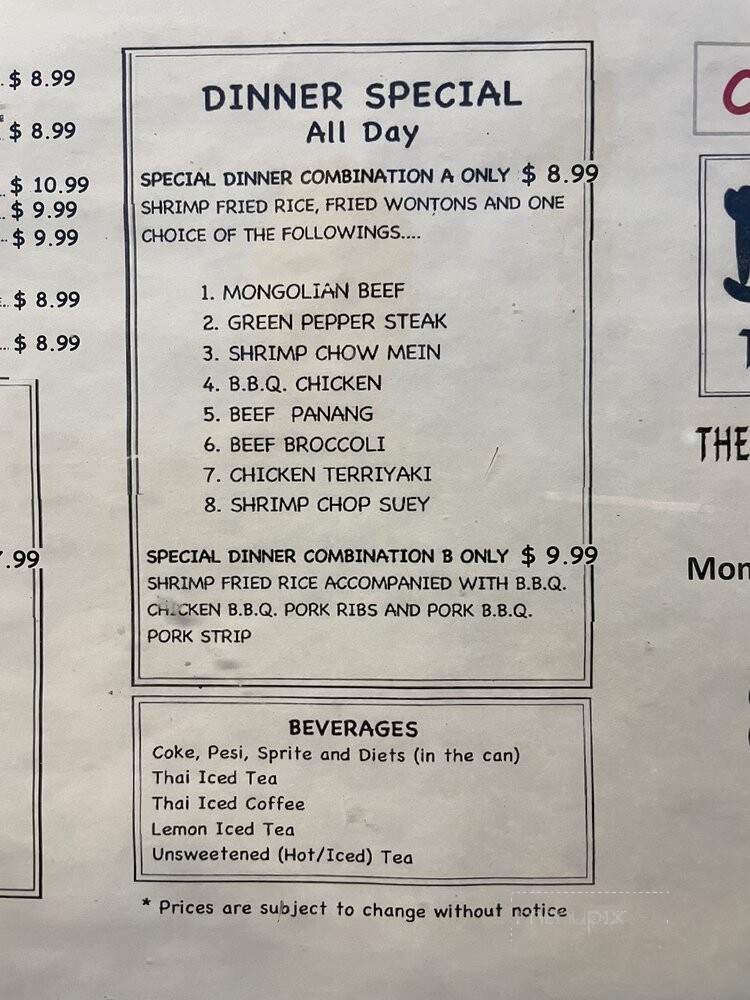 $ 8.99
$ 8.99
$ 10.99
$ 9.99
$ 9.99
$ 8.99
$ 8.99
.99
DINNER SPECIAL
All Day
SPECIAL DINNER COMBINATION A ONLY $ 8.99
SHRIMP FRIED RICE, FRIED WONTONS AND ONE
CHOICE OF THE FOLLOWINGS....
1. MONGOLIAN BEEF
2. GREEN PEPPER STEAK
3. SHRIMP CHOW MEIN
4. B.B.Q. CHICKEN
5. BEEF PANANG
6. BEEF BROCCOLI
7. CHICKEN TERRIYAKI
8. SHRIMP CHOP SUEY
SPECIAL DINNER COMBINATION B ONLY $ 9.99
SHRIMP FRIED RICE ACCOMPANIED WITH B.B.Q.
CHICKEN B.B.Q. PORK RIBS AND PORK B.B.Q.
PORK STRIP
BEVERAGES
Coke, Pesi, Sprite and Diets (in the can)
Thai Iced Tea
Thai Iced Coffee
Lemon Iced Tea
Unsweetened (Hot/Iced) Tea
* Prices are subject to change without notice
THE
Mon